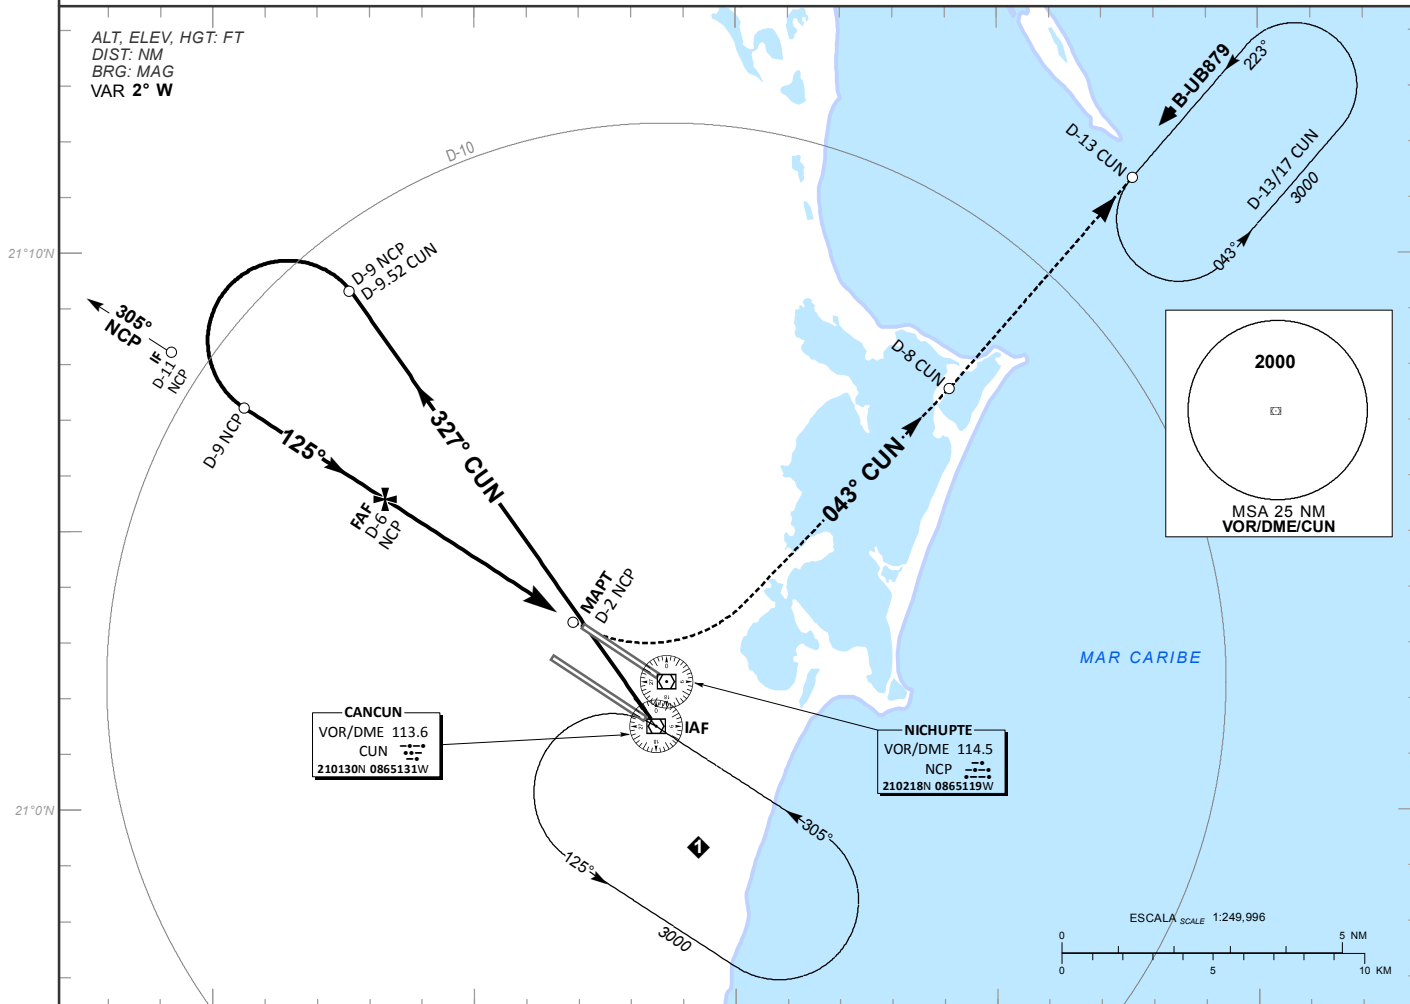 ALT, ELEV, HGT: FT
DIST: NM
BRG: MAG
VAR 2° W
D-10
B-UB879
223°
D-13 CUN
D-13/17 CUN
3000
043°
21°10'N
D-9 NCP
D-9.52 CUN
305°
NCP
IF
D-11
NCP
D-9 NCP
125°
327° CUN
FAF
D-6
NCP
D-8 CUN
043° CUN
2000
MSA 25 NM
VOR/DME/CUN
MAPT
D-2 NCP
MAR CARIBE
IAF
CANCUN
VOR/DME 113.6
CUN
210130N 0865131W
NICHUPTE
VOR/DME 114.5
NCP
210218N 0865119W
21°0'N
305°
1
125°
3000
ESCALA SCALE 1:249,996
0 5 NM
0 5 10 KM